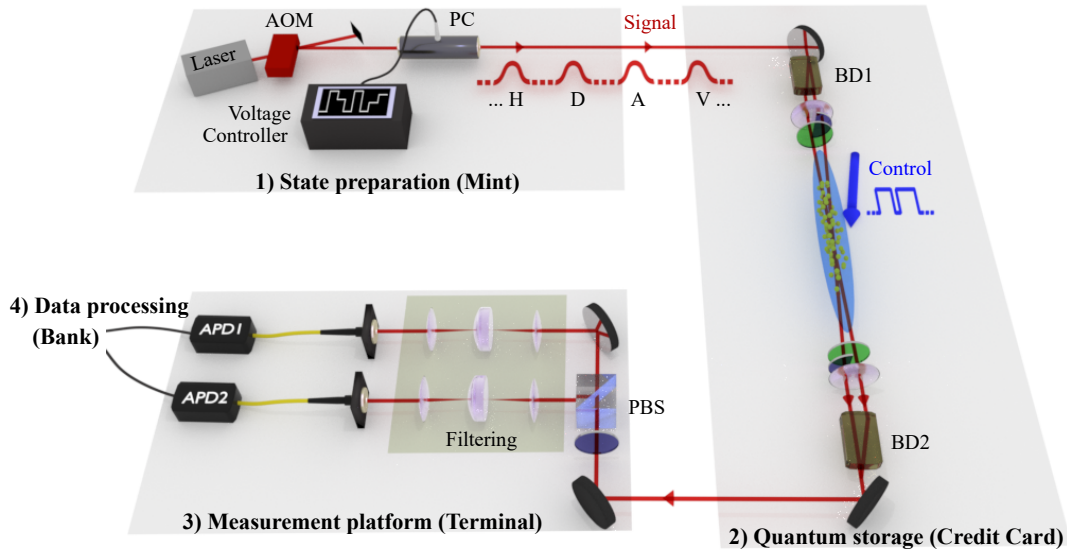 AOM
PC
Signal
Laser
BD1
... H D A V ...
Voltage
Controller
1) State preparation (Mint)
Control
4) Data processing
(Bank)
APD1
APD2
PBS
Filtering
BD2
3) Measurement platform (Terminal)
2) Quantum storage (Credit Card)